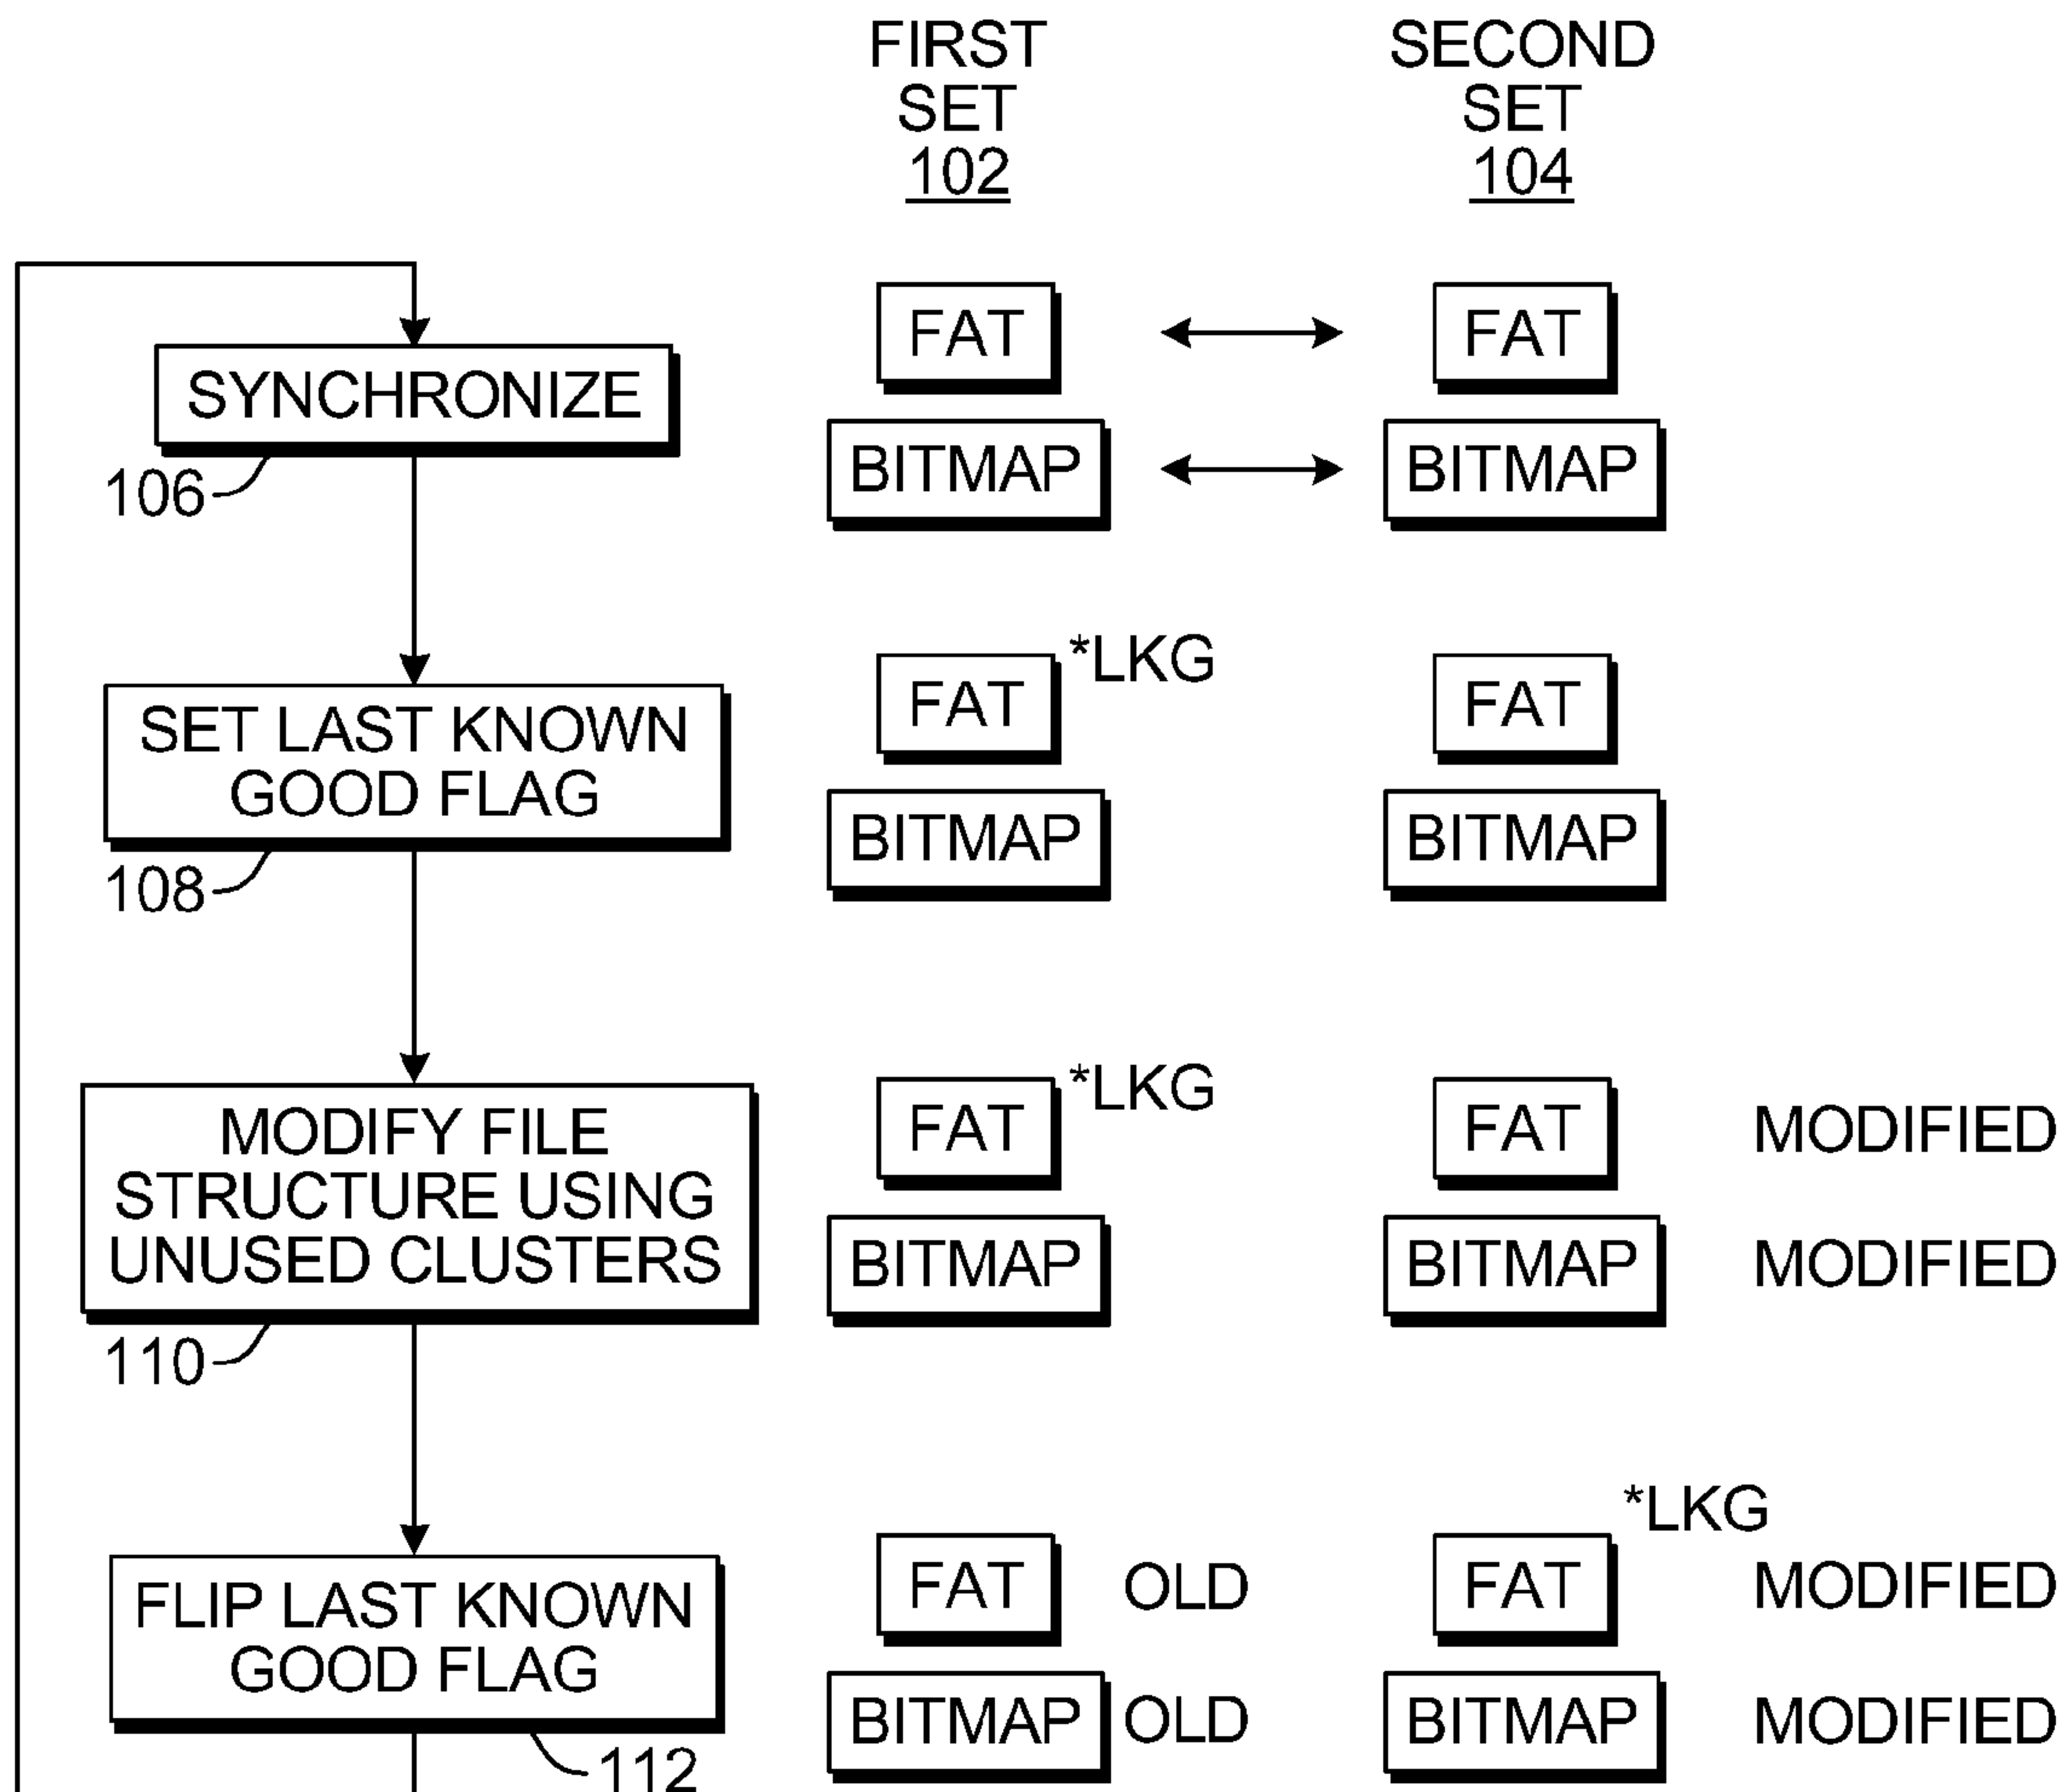 FIRST
SET
102
SECOND
SET
104
SYNCHRONIZE
106
FAT
FAT
BITMAP
BITMAP
SET LAST KNOWN
GOOD FLAG
108
FAT
*LKG
FAT
BITMAP
BITMAP
MODIFY FILE
STRUCTURE USING
UNUSED CLUSTERS
110
FAT
*LKG
FAT
MODIFIED
BITMAP
BITMAP
MODIFIED
FLIP LAST KNOWN
GOOD FLAG
112
FAT
OLD
FAT
*LKG
MODIFIED
BITMAP
OLD
BITMAP
MODIFIED